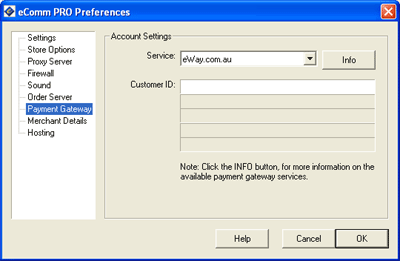 eComm PRO Preferences
Settings
Store Options
Proxy Server
Firewall
Sound
Order Server
Payment Gateway
Merchant Details
Hosting
Account Settings
Service: eWay.com.au Info
Customer ID:
Note: Click the INFO button, for more information on the
available payment gateway services.
Help Cancel OK